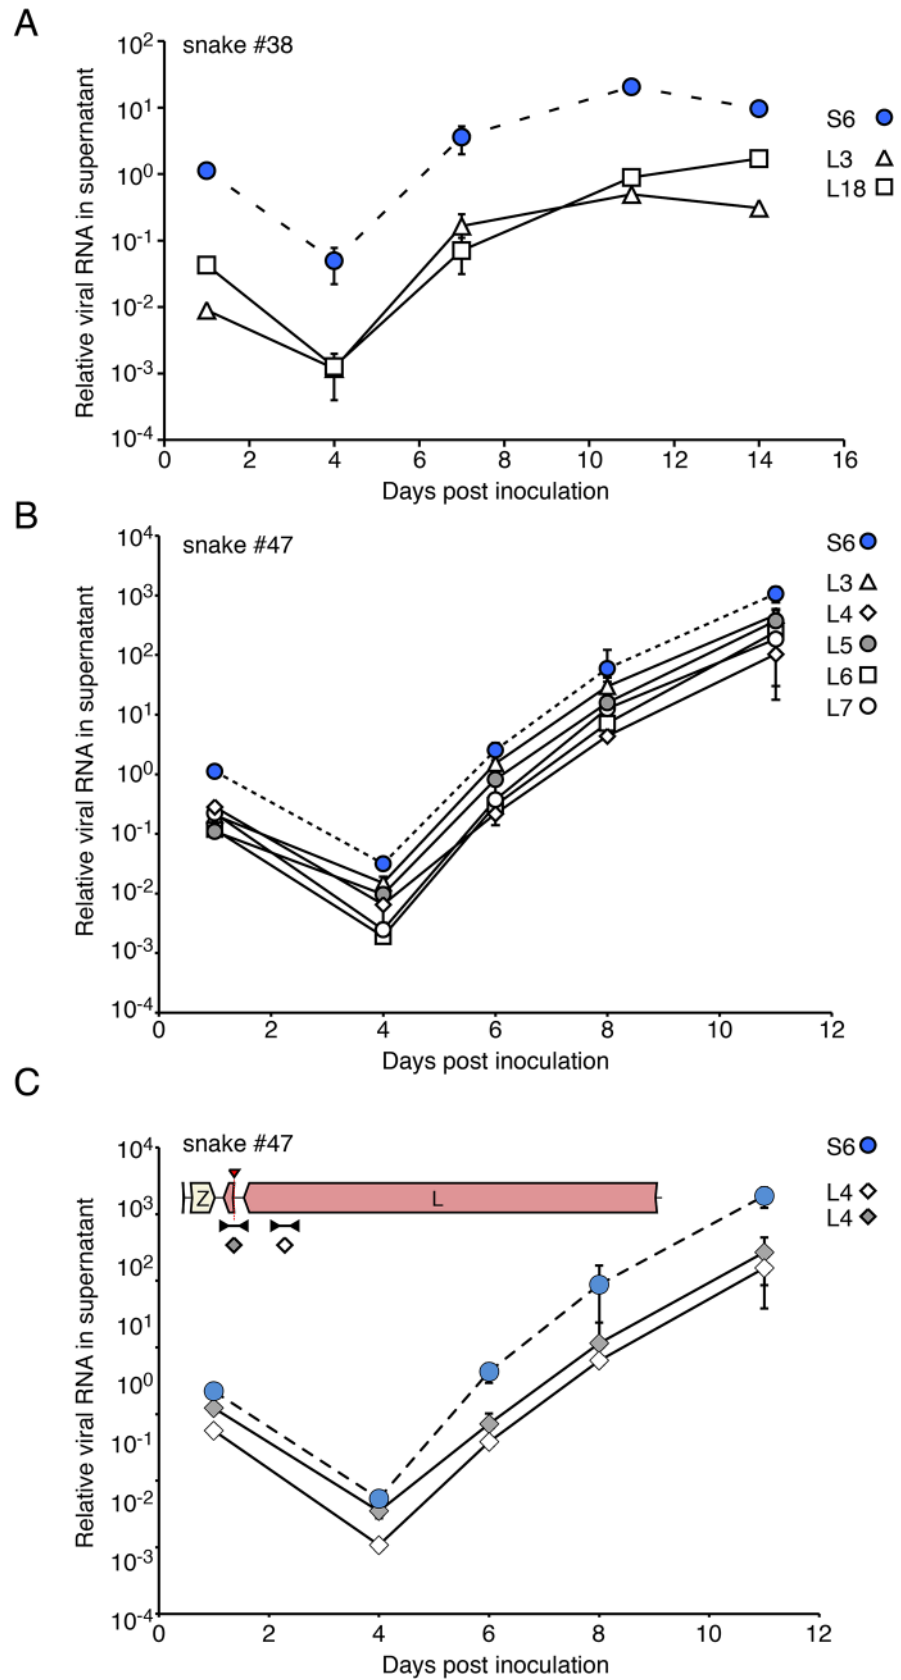 A
snake #38
Relative viral RNA in supernatant
10²
10¹
10⁰
10⁻¹
10⁻²
10⁻³
10⁻⁴
0 2 4 6 8 10 12 14 16
Days post inoculation
S6
L3
L18
B
snake #47
Relative viral RNA in supernatant
10⁴
10³
10²
10¹
10⁰
10⁻¹
10⁻²
10⁻³
10⁻⁴
0 2 4 6 8 10 12
Days post inoculation
S6
L3
L4
L5
L6
L7
C
snake #47
Z L
Relative viral RNA in supernatant
10⁴
10³
10²
10¹
10⁰
10⁻¹
10⁻²
10⁻³
10⁻⁴
0 2 4 6 8 10 12
Days post inoculation
S6
L4
L4